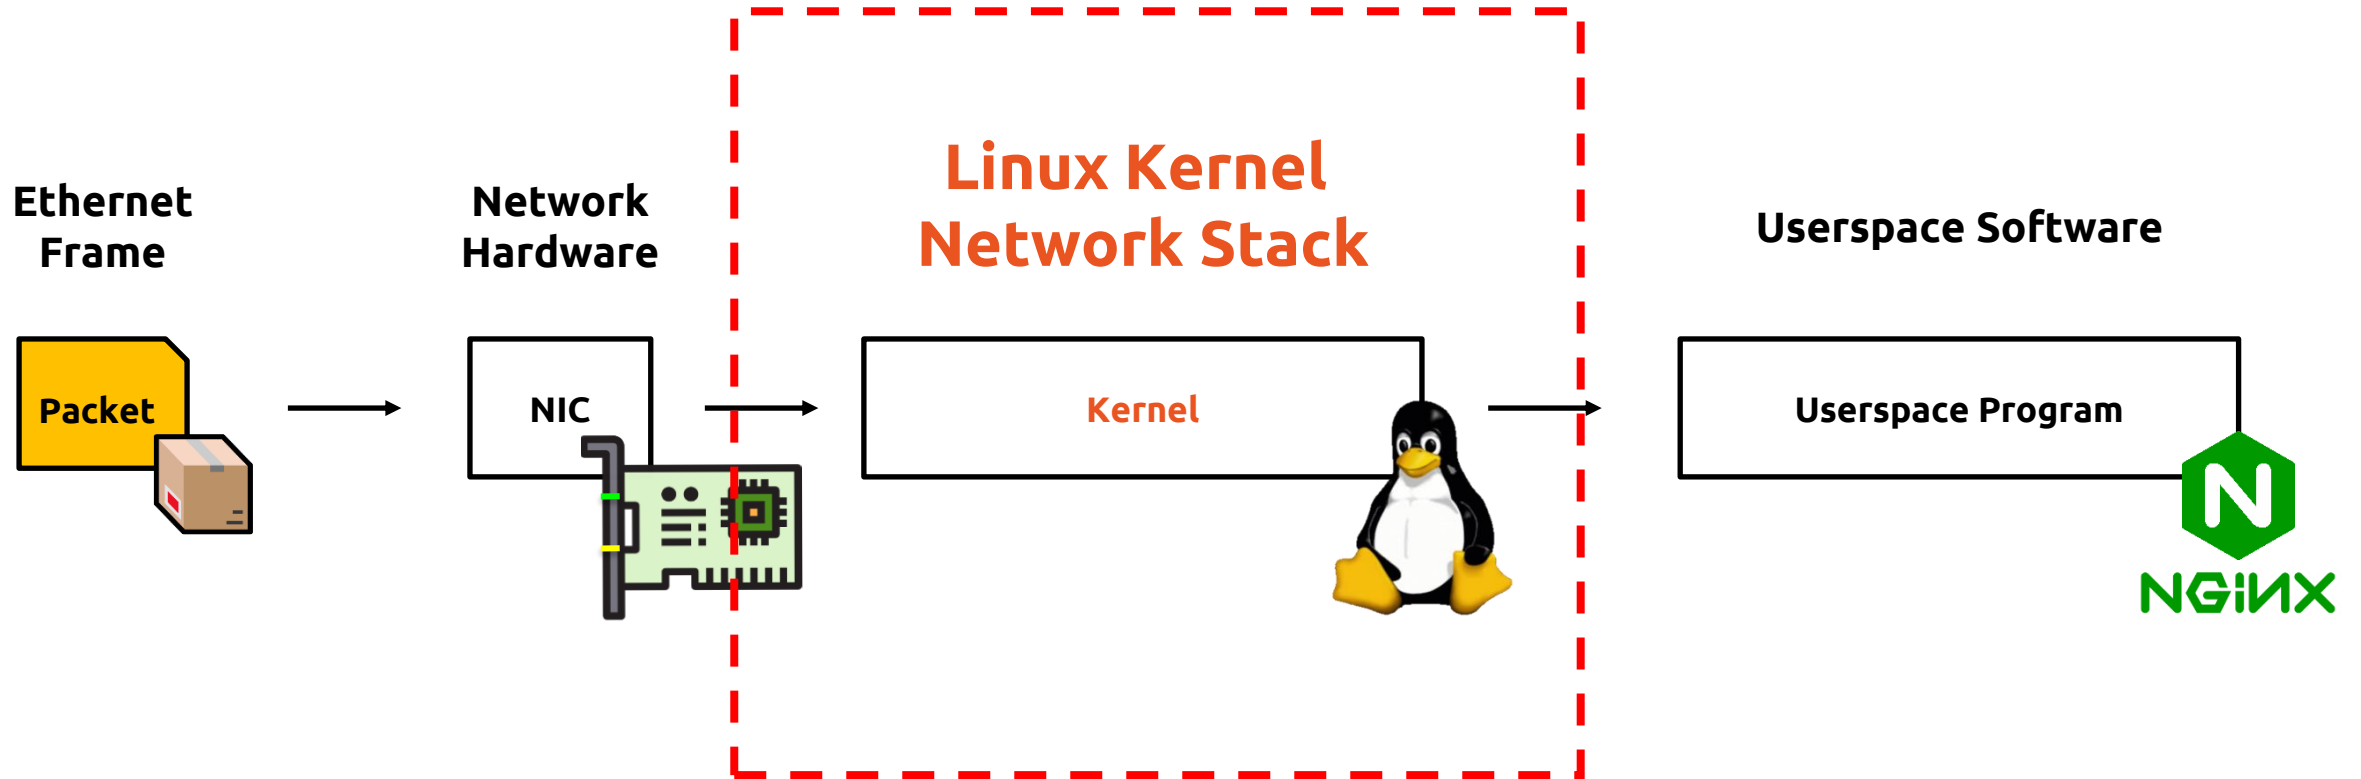 Ethernet
Frame
Packet
Network
Hardware
NIC
Linux Kernel
Network Stack
Kernel
Userspace Software
Userspace Program
N
NGiNX